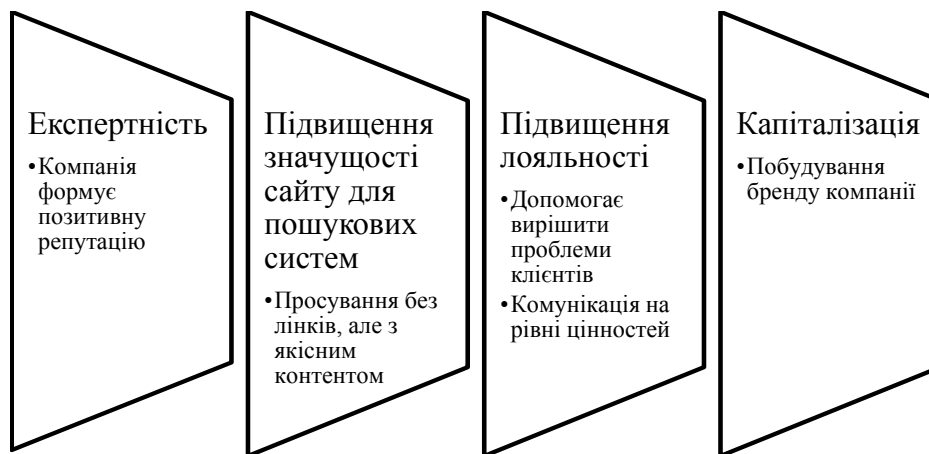 Експертність
•Компанія
формує
позитивну
репутацію
Підвищення
значущості
сайту для
пошукових
систем
•Просування без
лінків, але з
якісним
контентом
Підвищення
лояльності
•Допомогає
вирішити
проблеми
клієнтів
•Комунікація на
рівні цінностей
Капіталізація
•Побудування
бренду компанії